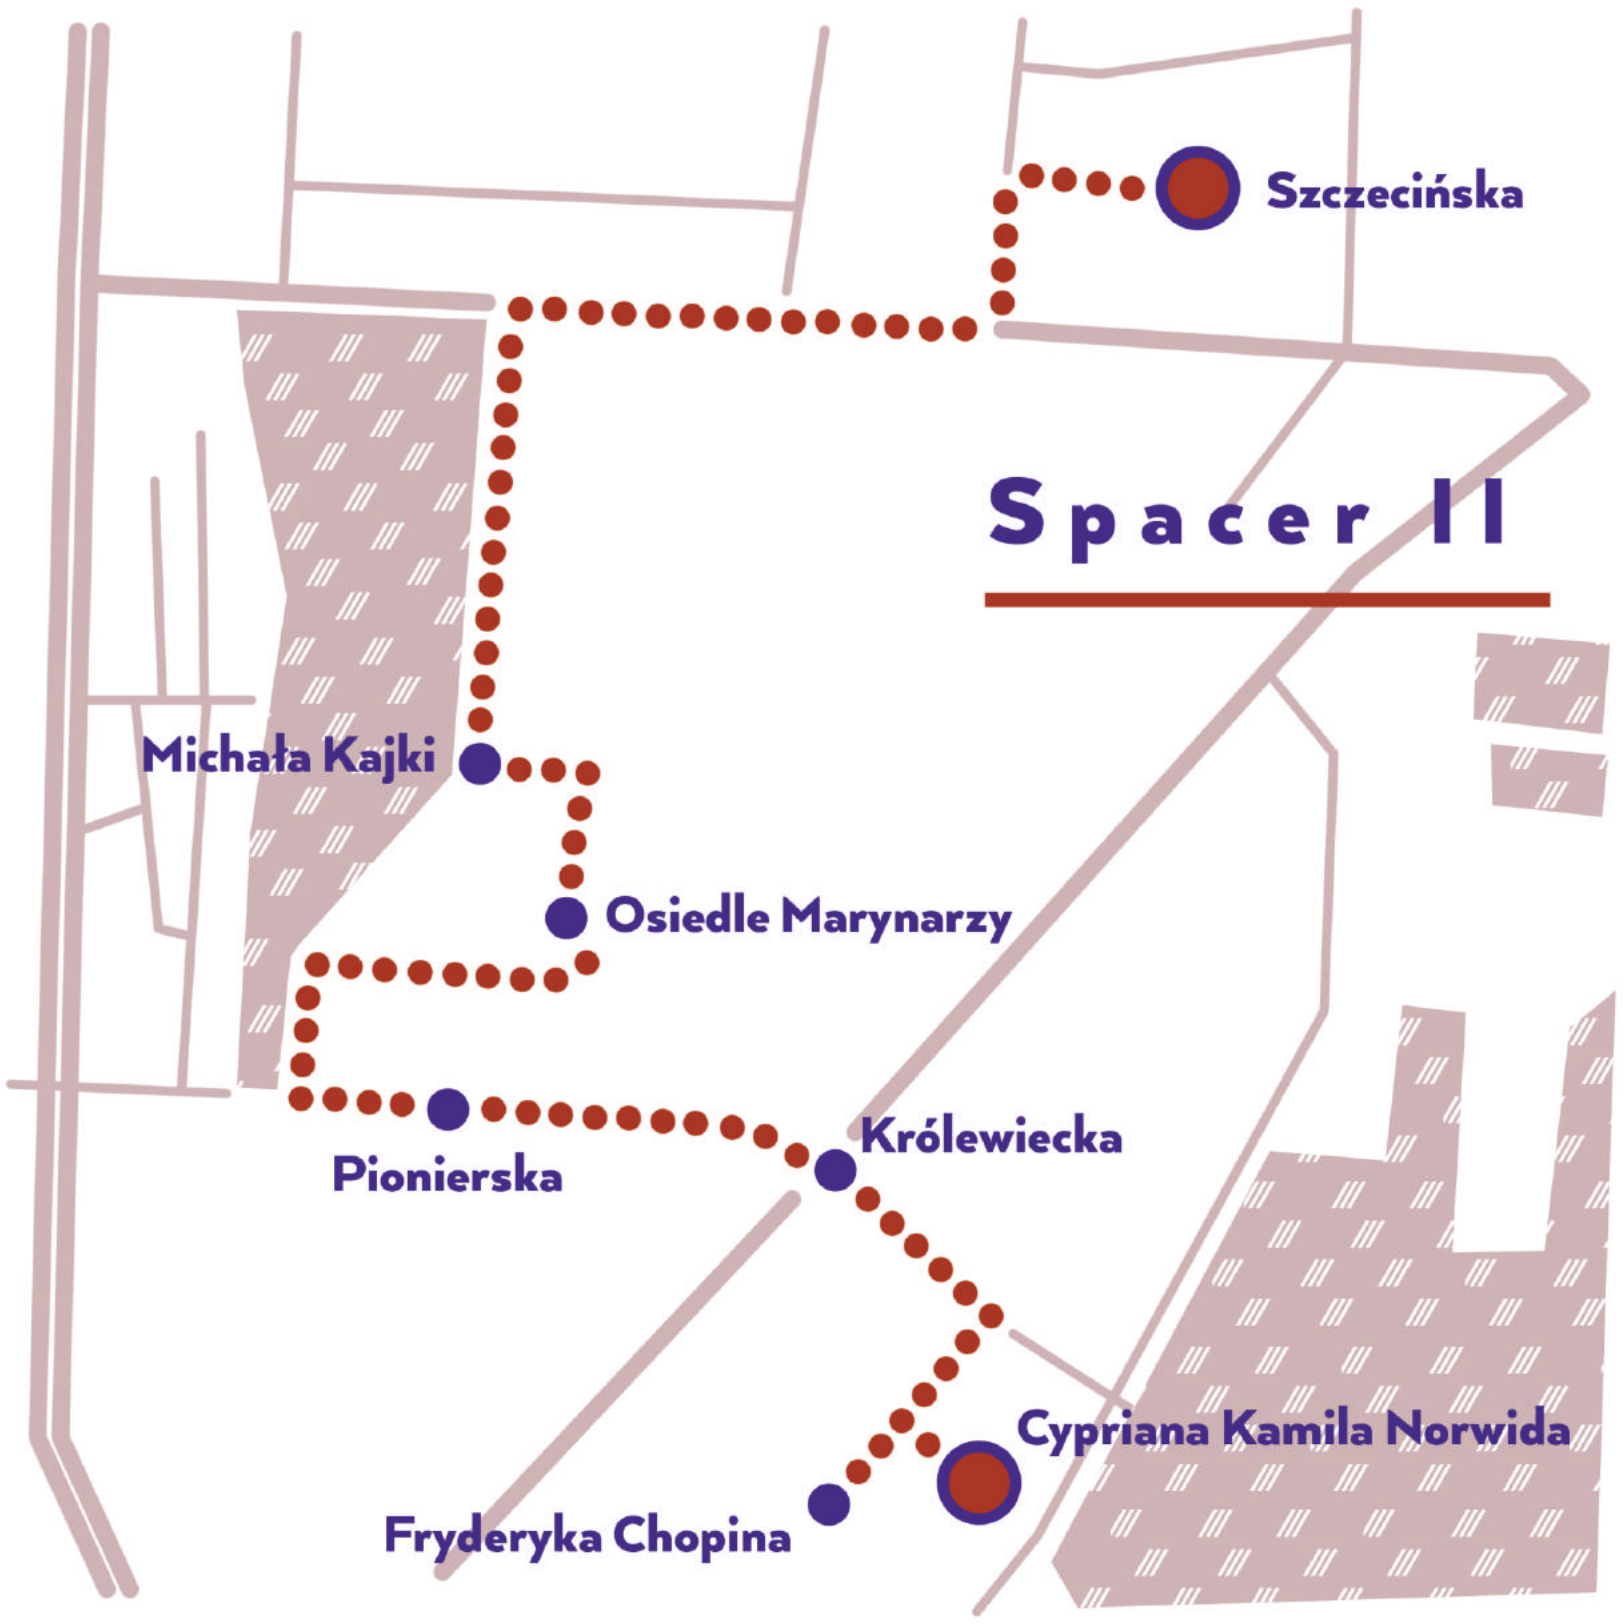 Szczecińska
Spacer II
Michała Kajki
Osiedle Marynarzy
Królewiecka
Pionierska
Cypriana Kamila Norwida
Fryderyka Chopina